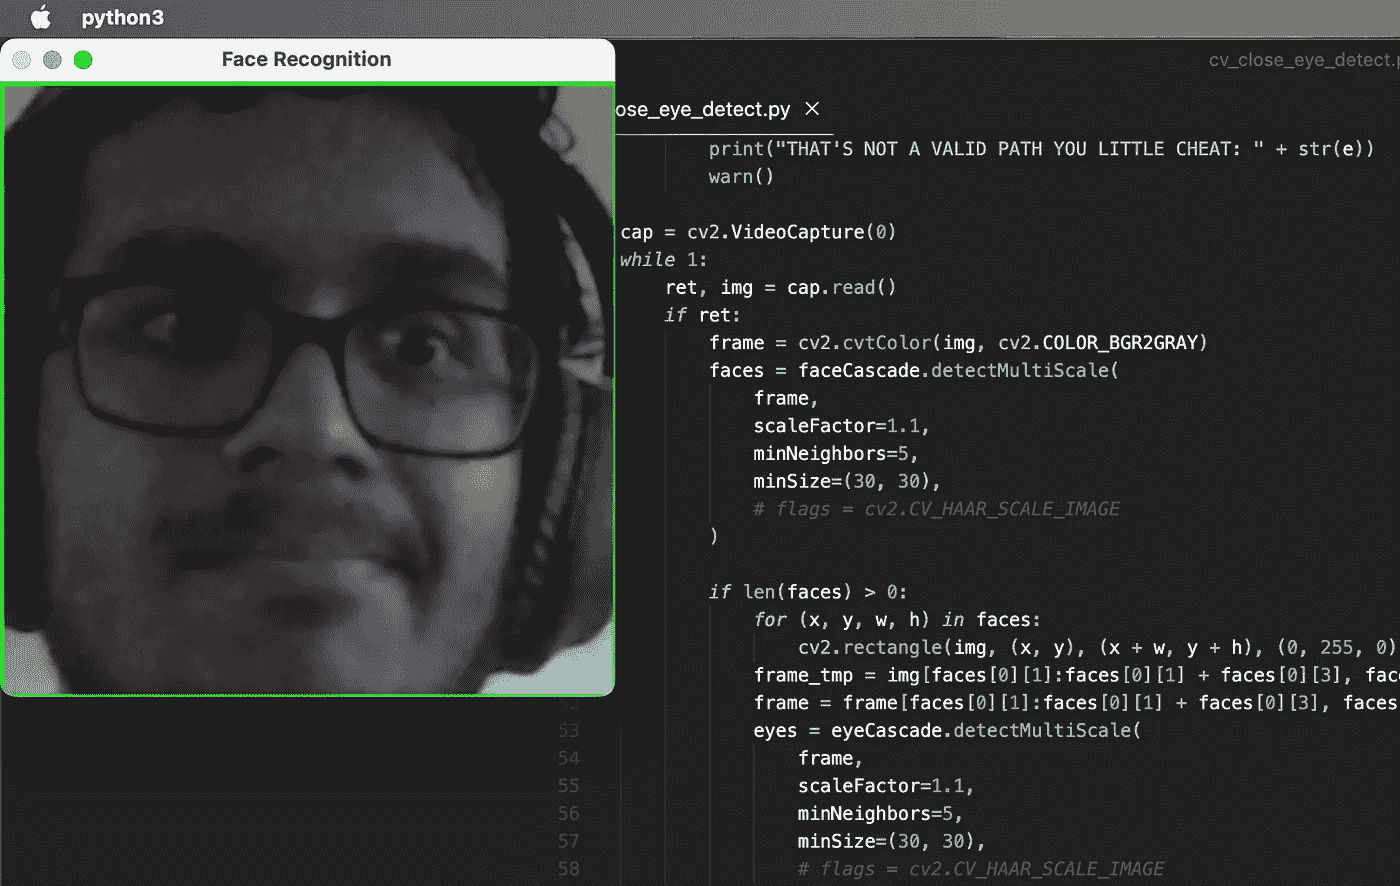 python3
Face Recognition
cv_close_eye_detect.
ose_eye_detect.py ×
print("THAT'S NOT A VALID PATH YOU LITTLE CHEAT: " + str(e))
warn()
cap = cv2.VideoCapture(0)
while 1:
ret, img = cap.read()
if ret:
frame = cv2.cvtColor(img, cv2.COLOR_BGR2GRAY)
faces = faceCascade.detectMultiScale(
frame,
scaleFactor=1.1,
minNeighbors=5,
minSize=(30, 30),
# flags = cv2.CV_HAAR_SCALE_IMAGE
)
if len(faces) > 0:
for (x, y, w, h) in faces:
cv2.rectangle(img, (x, y), (x + w, y + h), (0, 255, 0)
frame_tmp = img[faces[0][1]:faces[0][1] + faces[0][3], fac
52 frame = frame[faces[0][1]:faces[0][1] + faces[0][3], faces
53 eyes = eyeCascade.detectMultiScale(
54 frame,
55 scaleFactor=1.1,
56 minNeighbors=5,
57 minSize=(30, 30),
58 # flags = cv2.CV_HAAR_SCALE_IMAGE